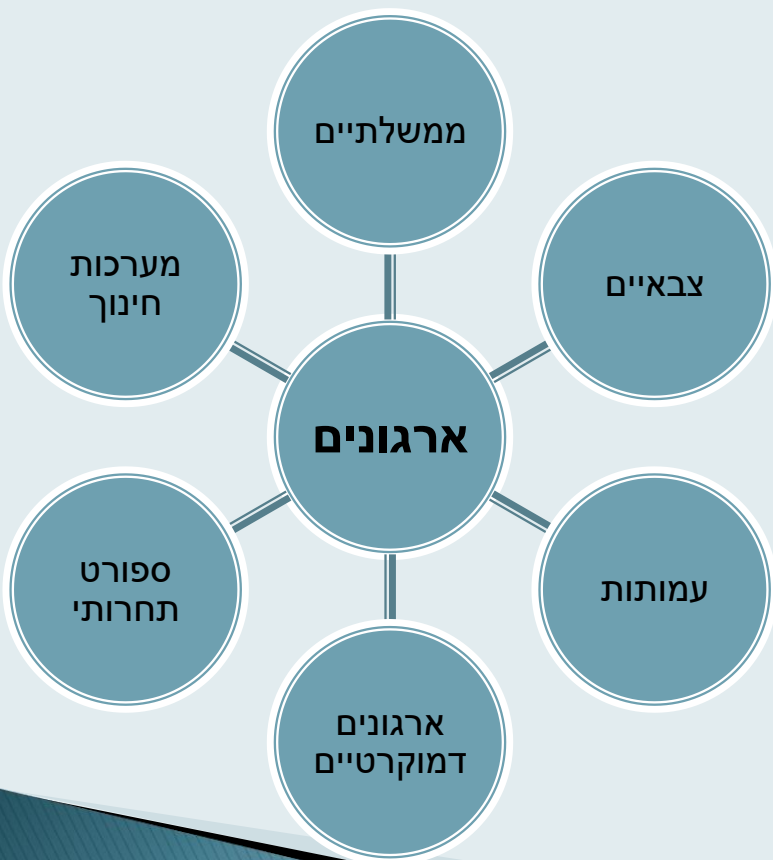 ממשלתיים
צבאיים
מערכות
חינוך
ארגונים
עמותות
ספורט
תחרותי
ארגונים
דמוקרטיים